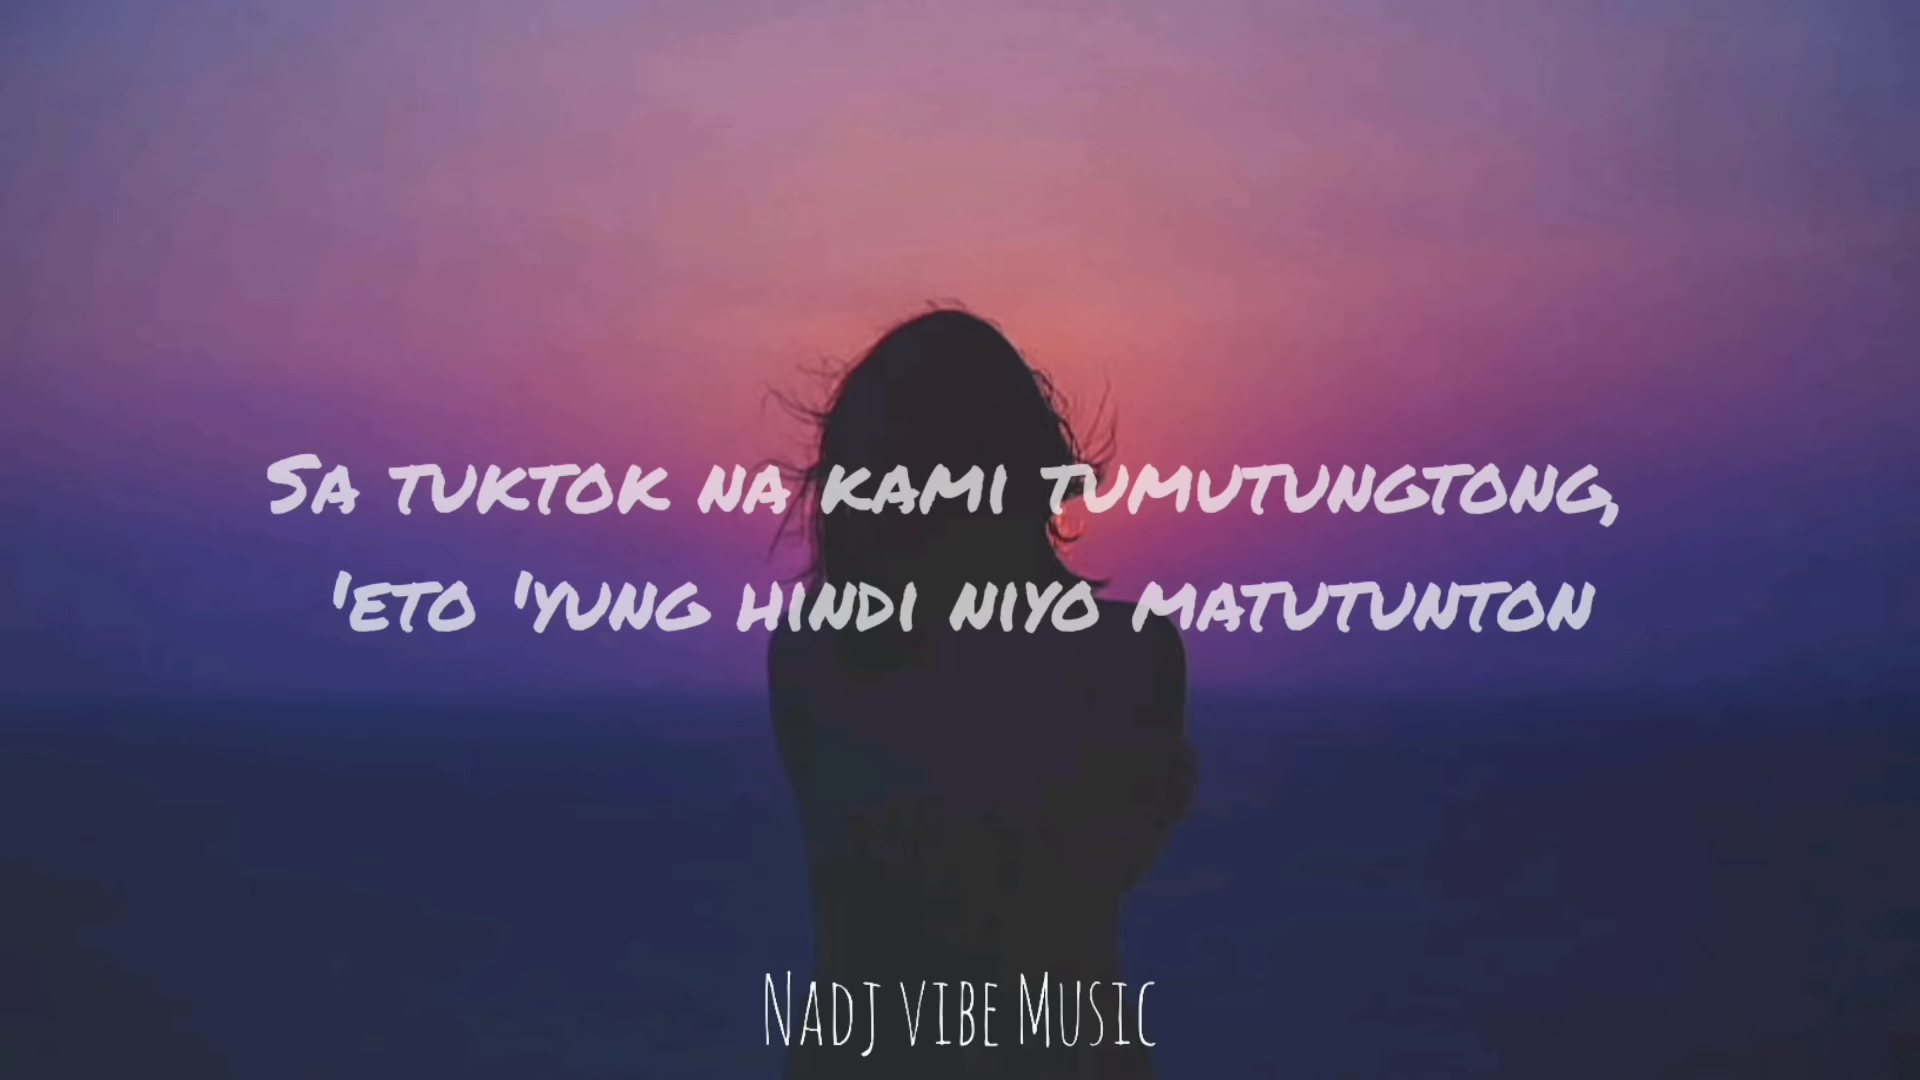 Sa tuktok na kami tumutungtong,
'eto 'yung hindi niyo matutunton
Nadj vibe Music